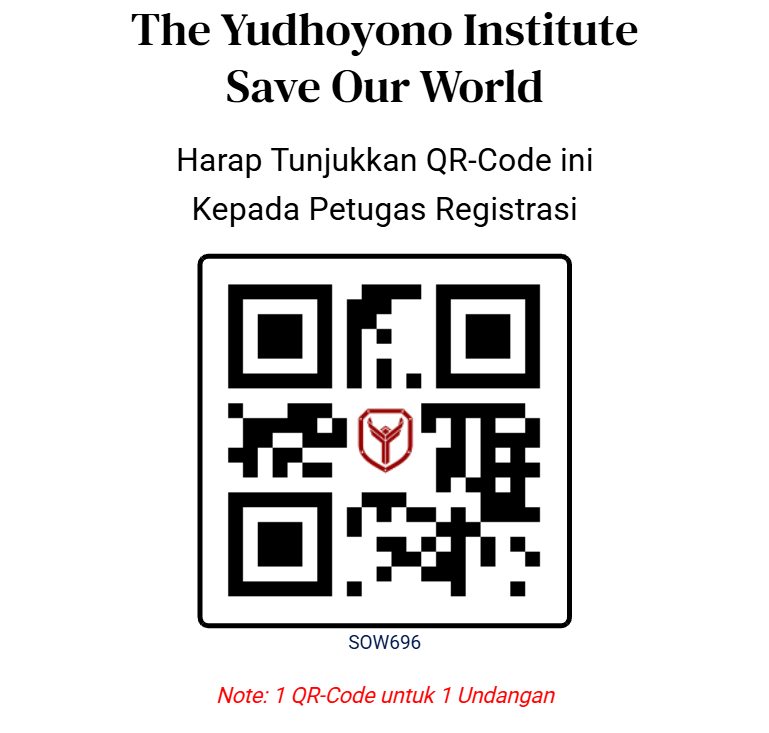 The Yudhoyono Institute
Save Our World
Harap Tunjukkan QR-Code ini
Kepada Petugas Registrasi
SOW696
Note: 1 QR-Code untuk 1 Undangan